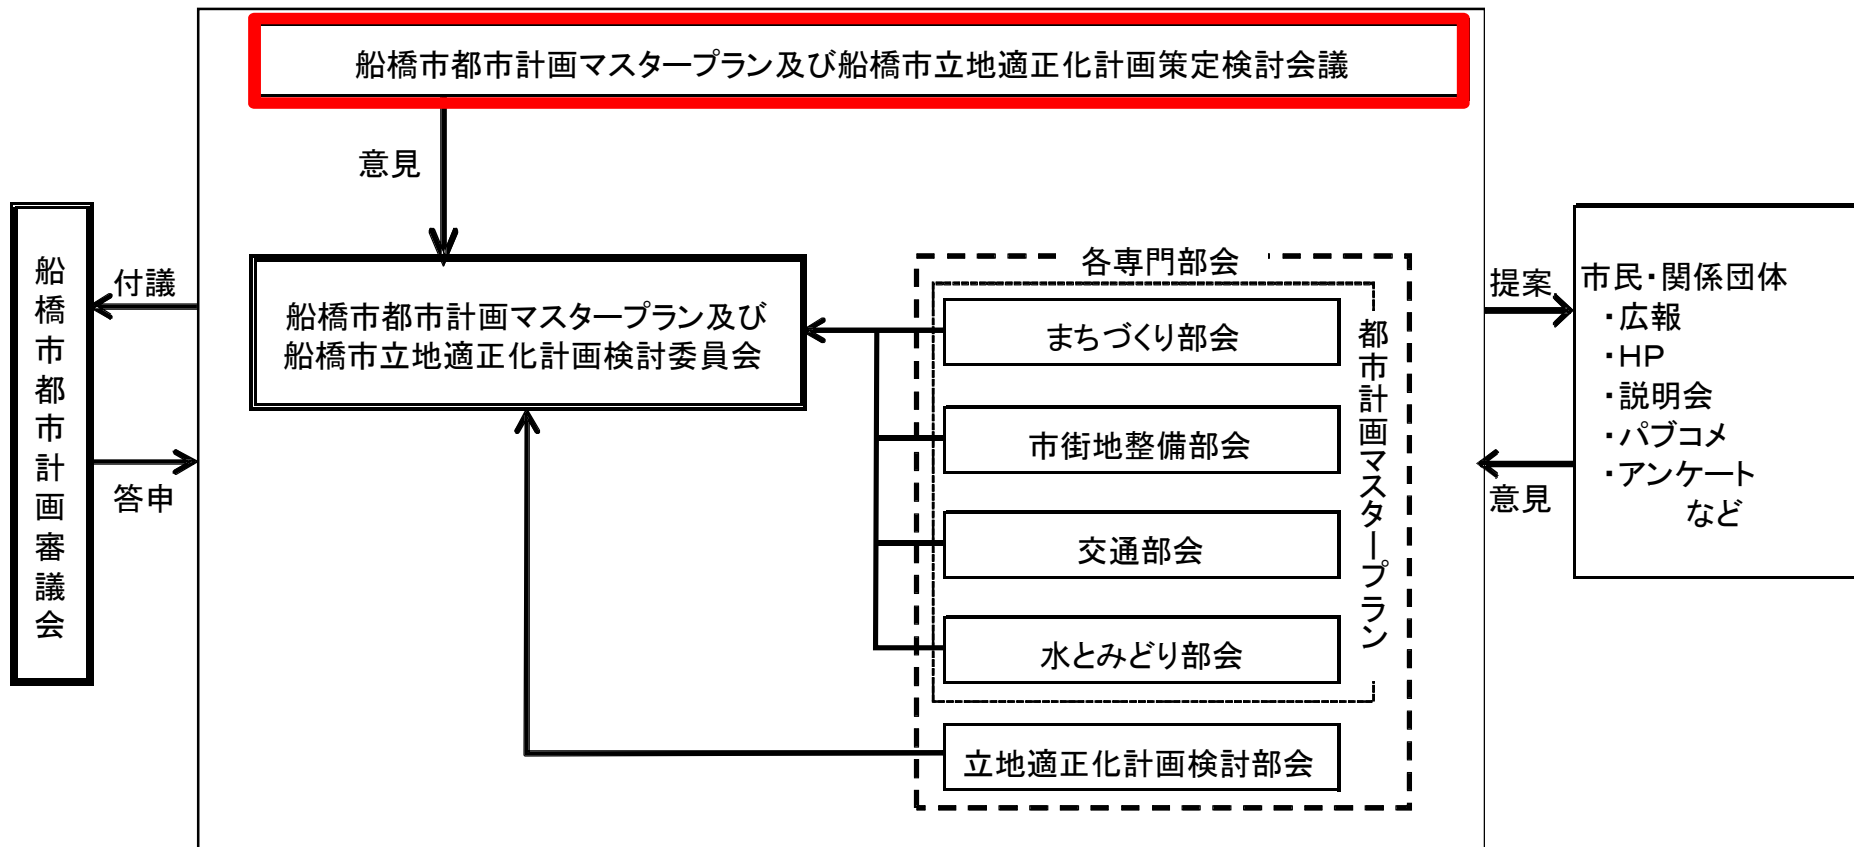 船橋市都市計画マスタープラン及び船橋市立地適正化計画策定検討会議
意見
船橋市都市計画審議会
付議
答申
船橋市都市計画マスタープラン及び
船橋市立地適正化計画検討委員会
各専門部会
まちづくり部会
市街地整備部会
交通部会
水とみどり部会
都市計画マスタープラン
立地適正化計画検討部会
提案
意見
市民・関係団体
・広報
・HP
・説明会
・パブコメ
・アンケート
など